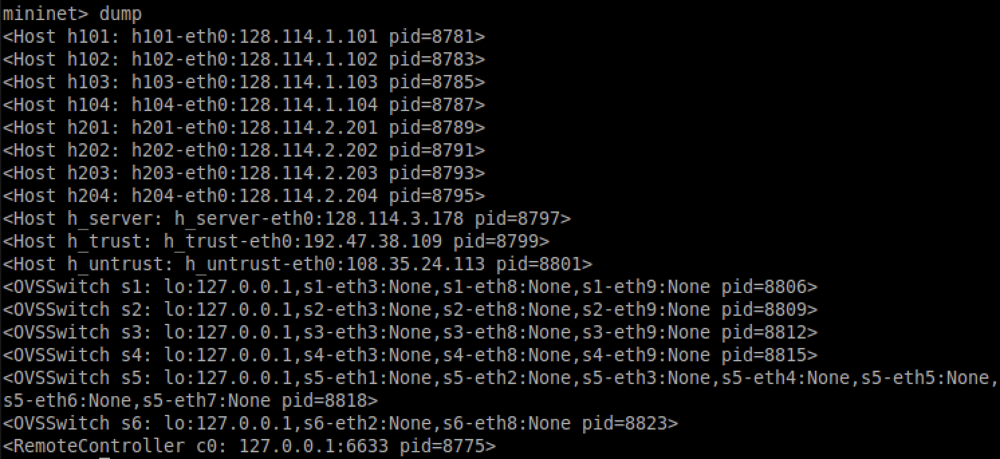 mininet> dump
<Host h101: h101-eth0:128.114.1.101 pid=8781>
<Host h102: h102-eth0:128.114.1.102 pid=8783>
<Host h103: h103-eth0:128.114.1.103 pid=8785>
<Host h104: h104-eth0:128.114.1.104 pid=8787>
<Host h201: h201-eth0:128.114.2.201 pid=8789>
<Host h202: h202-eth0:128.114.2.202 pid=8791>
<Host h203: h203-eth0:128.114.2.203 pid=8793>
<Host h204: h204-eth0:128.114.2.204 pid=8795>
<Host h_server: h_server-eth0:128.114.3.178 pid=8797>
<Host h_trust: h_trust-eth0:192.47.38.109 pid=8799>
<Host h_untrust: h_untrust-eth0:108.35.24.113 pid=8801>
<OVSSwitch s1: lo:127.0.0.1,s1-eth3:None,s1-eth8:None,s1-eth9:None pid=8806>
<OVSSwitch s2: lo:127.0.0.1,s2-eth3:None,s2-eth8:None,s2-eth9:None pid=8809>
<OVSSwitch s3: lo:127.0.0.1,s3-eth3:None,s3-eth8:None,s3-eth9:None pid=8812>
<OVSSwitch s4: lo:127.0.0.1,s4-eth3:None,s4-eth8:None,s4-eth9:None pid=8815>
<OVSSwitch s5: lo:127.0.0.1,s5-eth1:None,s5-eth2:None,s5-eth3:None,s5-eth4:None,s5-eth5:None,
s5-eth6:None,s5-eth7:None pid=8818>
<OVSSwitch s6: lo:127.0.0.1,s6-eth2:None,s6-eth8:None pid=8823>
<RemoteController c0: 127.0.0.1:6633 pid=8775>